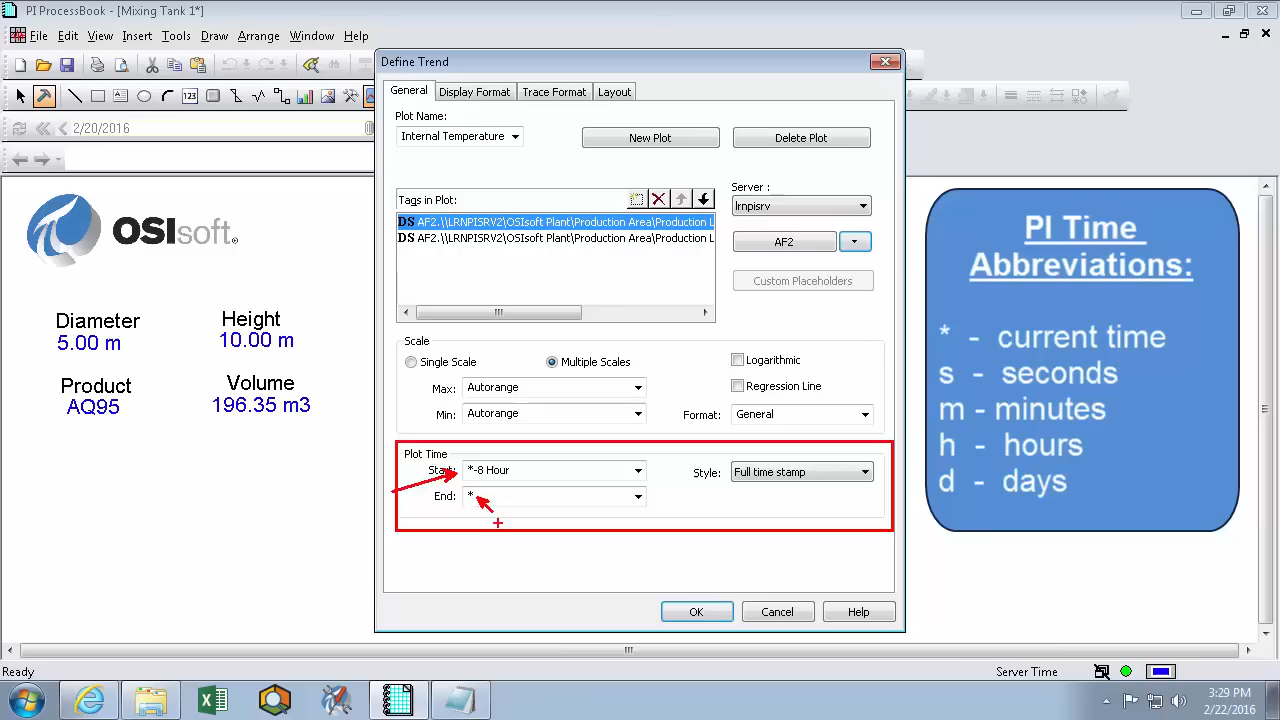 PI ProcessBook - [Mixing Tank 1*]
File Edit View Insert Tools Draw Arrange Window Help
123
2/20/2016
OSIsoft.
Diameter
5.00 m
Height
10.00 m
Product
AQ95
Volume
196.35 m3
Define Trend
General Display Format Trace Format Layout
Plot Name:
Internal Temperature
New Plot
Delete Plot
Tags in Plot:
DS AF2.\\LRNPISRV2\OSIsoft Plant\Production Area\Production L
DS AF2.\\LRNPISRV2\OSIsoft Plant\Production Area\Production L
Server :
lrnpisrv
AF2
Custom Placeholders
Scale
Single Scale
Multiple Scales
Max: Autorange
Min: Autorange
Logarithmic
Regression Line
Format: General
Plot Time
Start: *-8 Hour
End: *
Style: Full time stamp
OK
Cancel
Help
PI Time
Abbreviations:
* - current time
s - seconds
m - minutes
h - hours
d - days
Ready
Server Time
3:29 PM
2/22/2016